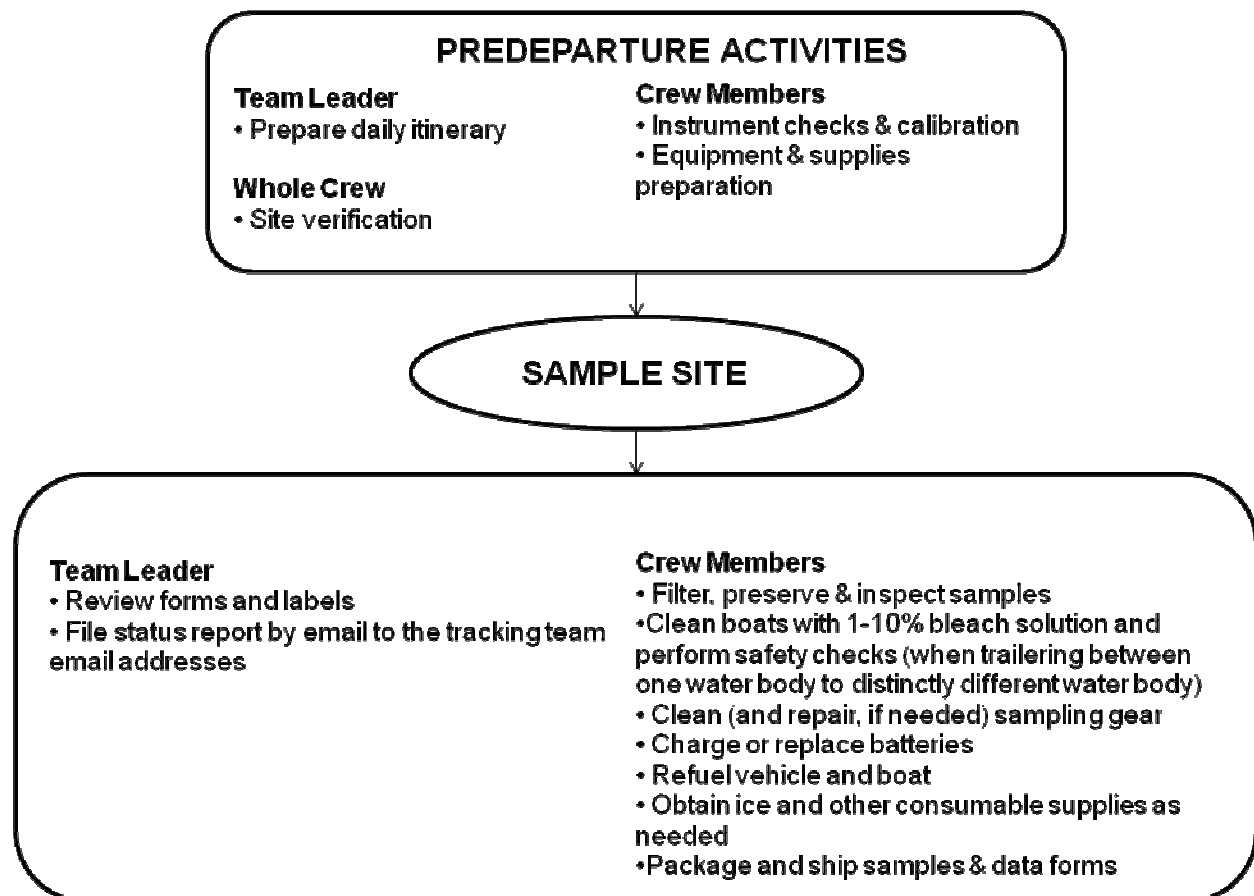 PREDEPARTURE ACTIVITIES
Team Leader
• Prepare daily itinerary
Whole Crew
• Site verification
Crew Members
• Instrument checks & calibration
• Equipment & supplies
preparation
SAMPLE SITE
Team Leader
• Review forms and labels
• File status report by email to the tracking team
email addresses
Crew Members
• Filter, preserve & inspect samples
•Clean boats with 1-10% bleach solution and
perform safety checks (when trailering between
one water body to distinctly different water body)
• Clean (and repair, if needed) sampling gear
• Charge or replace batteries
• Refuel vehicle and boat
• Obtain ice and other consumable supplies as
needed
•Package and ship samples & data forms